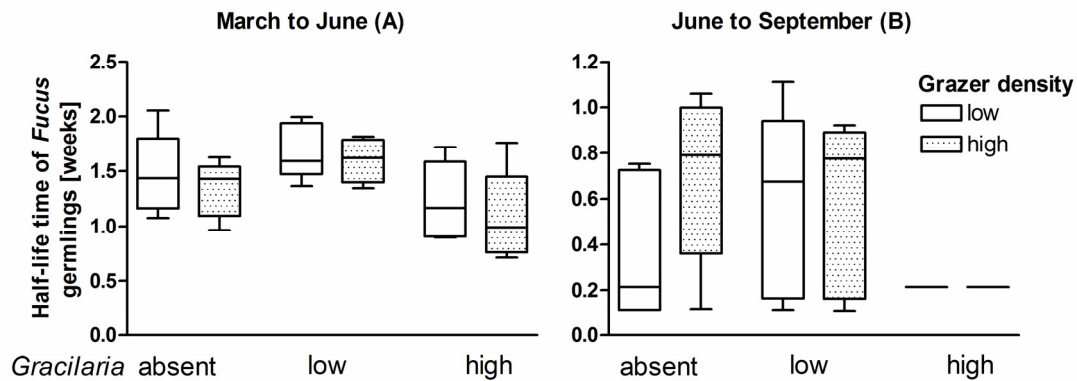 March to June (A)
June to September (B)
Half-life time of Fucus
germlings [weeks]
2.5
2.0
1.5
1.0
0.5
0.0
1.2
1.0
0.8
0.6
0.4
0.2
0.0
Grazer density
low
high
Gracilaria absent low high
absent low high